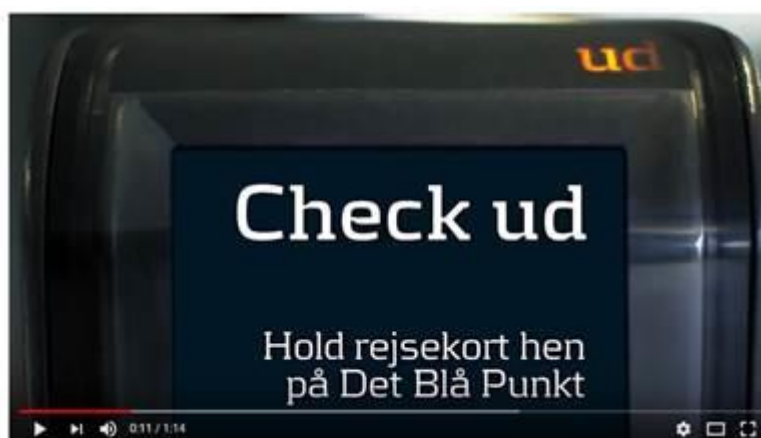 ud
Check ud
Hold rejsekort hen
på Det Blå Punkt
0:11 / 1:14